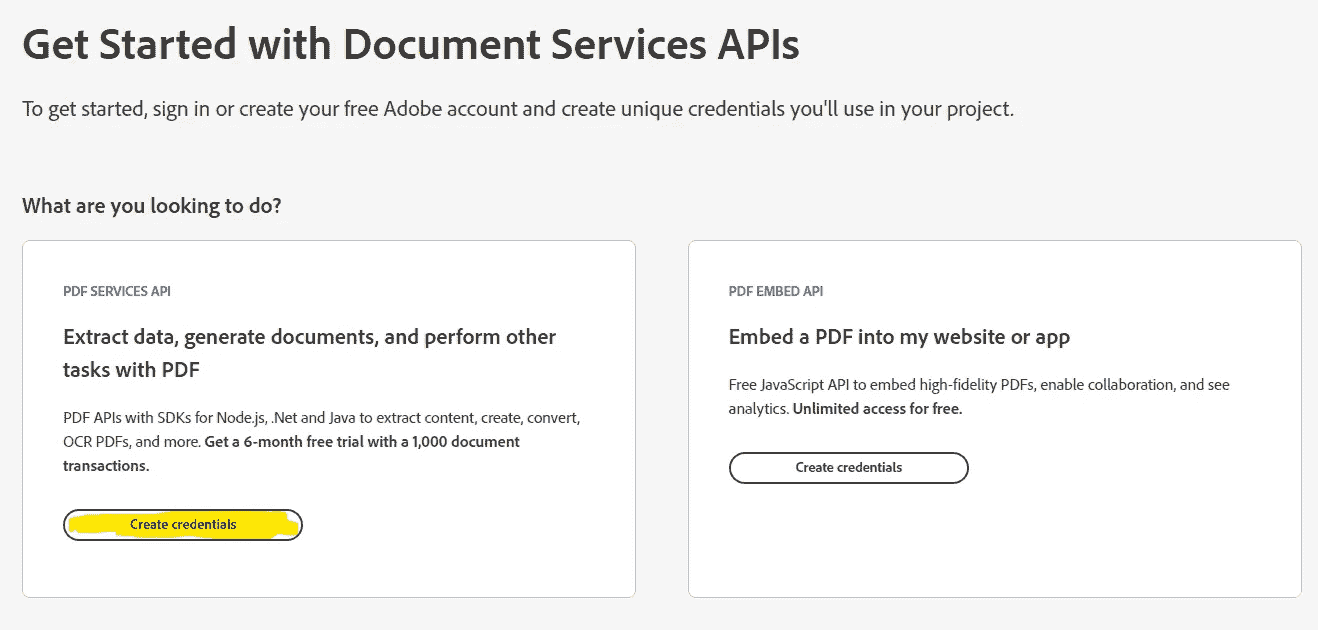 Get Started with Document Services APIs
To get started, sign in or create your free Adobe account and create unique credentials you'll use in your project.
What are you looking to do?
PDF SERVICES API
Extract data, generate documents, and perform other
tasks with PDF
PDF APIs with SDKs for Node.js, .Net and Java to extract content, create, convert,
OCR PDFs, and more. Get a 6-month free trial with a 1,000 document
transactions.
Create credentials
PDF EMBED API
Embed a PDF into my website or app
Free JavaScript API to embed high-fidelity PDFs, enable collaboration, and see
analytics. Unlimited access for free.
Create credentials